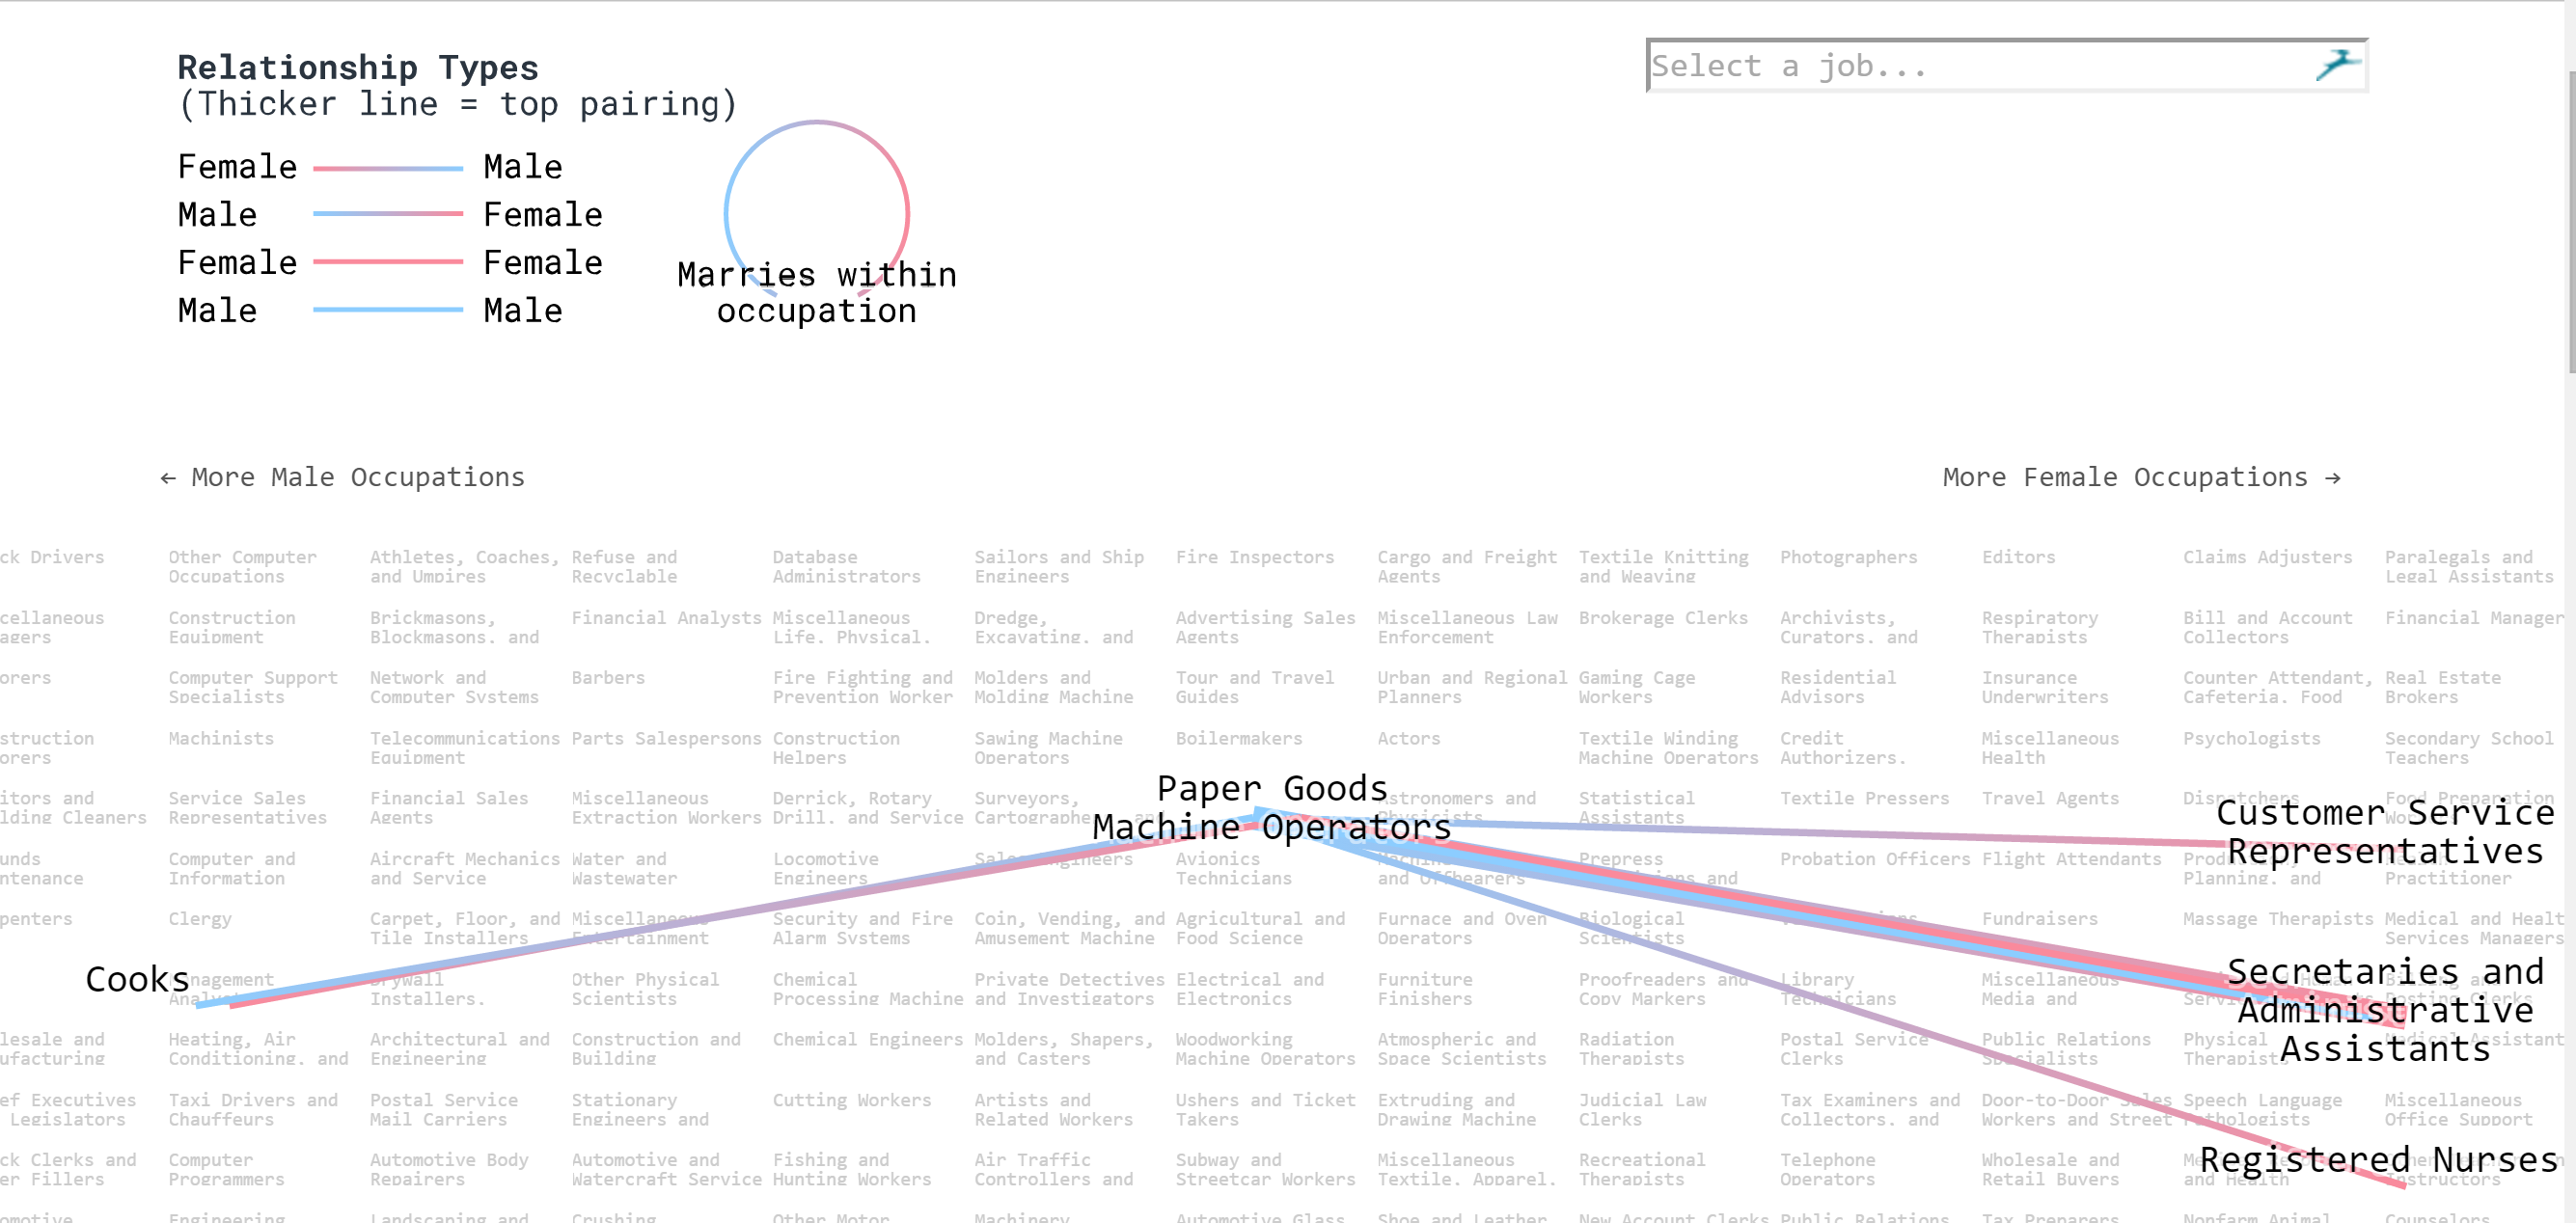 Relationship Types
(Thicker line = top pairing)
Select a job...
Female Male
Male Female
Female Female
Male Male
Marries within
occupation
← More Male Occupations
More Female Occupations →
ck Drivers
Other Computer
Occupations
Athletes, Coaches,
and Umpires
Refuse and
Recyclable
Database
Administrators
Sailors and Ship
Engineers
Fire Inspectors
Cargo and Freight
Agents
Textile Knitting
and Weaving
Photographers
Editors
Claims Adjusters
Paralegals and
Legal Assistants
cellaneous
agers
Construction
Equipment
Brickmasons,
Blockmasons, and
Financial Analysts
Miscellaneous
Life, Physical,
Dredge,
Excavating, and
Advertising Sales
Agents
Miscellaneous Law
Enforcement
Brokerage Clerks
Archivists,
Curators, and
Respiratory
Therapists
Bill and Account
Collectors
Financial Manager
orers
Computer Support
Specialists
Network and
Computer Systems
Barbers
Fire Fighting and
Prevention Worker
Molders and
Molding Machine
Tour and Travel
Guides
Urban and Regional
Planners
Gaming Cage
Workers
Residential
Advisors
Insurance
Underwriters
Counter Attendant,
Cafeteria, Food
Real Estate
Brokers
struction
orers
Machinists
Telecommunications
Equipment
Parts Salespersons
Construction
Helpers
Sawing Machine
Operators
Boilermakers
Actors
Textile Winding
Machine Operators
Credit
Authorizers,
Miscellaneous
Health
Psychologists
Secondary School
Teachers
Paper Goods
Machine Operators
itors and
lding Cleaners
Service Sales
Representatives
Financial Sales
Agents
Miscellaneous
Extraction Workers
Derrick, Rotary
Drill, and Service
Surveyors,
Cartographe
Astronomers and
Physicists
Statistical
Assistants
Textile Pressers
Travel Agents
Dispatchers
Food Preparation
Customer Service
Representatives
unds
ntenance
Computer and
Information
Aircraft Mechanics
and Service
Water and
Wastewater
Locomotive
Engineers
Sales Engineers
Avionics
Technicians
and Offbearers
Prepress
and
Probation Officers
Flight Attendants
Planning, and
Practitioner
penters
Clergy
Carpet, Floor, and
Tile Installers
Miscellaneous
Entertainment
Security and Fire
Alarm Systems
Coin, Vending, and
Amusement Machine
Agricultural and
Food Science
Furnace and Oven
Operators
Biological
Scientists
Fundraisers
Massage Therapists
Medical and Healt
Services Managers
Cooks
anagement
Drywall
Installers,
Other Physical
Scientists
Chemical
Processing Machine
Private Detectives
and Investigators
Electrical and
Electronics
Furniture
Finishers
Proofreaders and
Copy Markers
Library
Technicians
Miscellaneous
Media and
Secretaries and
Administrative
Assistants
lesale and
ufacturing
Heating, Air
Conditioning, and
Architectural and
Engineering
Construction and
Building
Chemical Engineers
Molders, Shapers,
and Casters
Woodworking
Machine Operators
Atmospheric and
Space Scientists
Radiation
Therapists
Postal Service
Clerks
Public Relations
Specialists
Physical
Therapist
Medical Assistant
ef Executives
Legislators
Taxi Drivers and
Chauffeurs
Postal Service
Mail Carriers
Stationary
Engineers and
Cutting Workers
Artists and
Related Workers
Ushers and Ticket
Takers
Extruding and
Drawing Machine
Judicial Law
Clerks
Tax Examiners and
Collectors, and
Door-to-Door Sales
Workers and Street
Speech Language
Pathologists
Miscellaneous
Office Support
Registered Nurses
ck Clerks and
er Fillers
Computer
Programmers
Automotive Body
Repairers
Automotive and
Watercraft Service
Fishing and
Hunting Workers
Air Traffic
Controllers and
Subway and
Streetcar Workers
Miscellaneous
Textile, Apparel,
Recreational
Therapists
Telephone
Operators
Wholesale and
Retail Buyers
and Health
Instructors
omotive
Engineering
Landscaping and
Crushing
Other Motor
Machinery
Automotive Glass
Shoe and Leather
New Account Clerks
Public Relations
Tax Preparers
Nonfarm Animal
Counselors